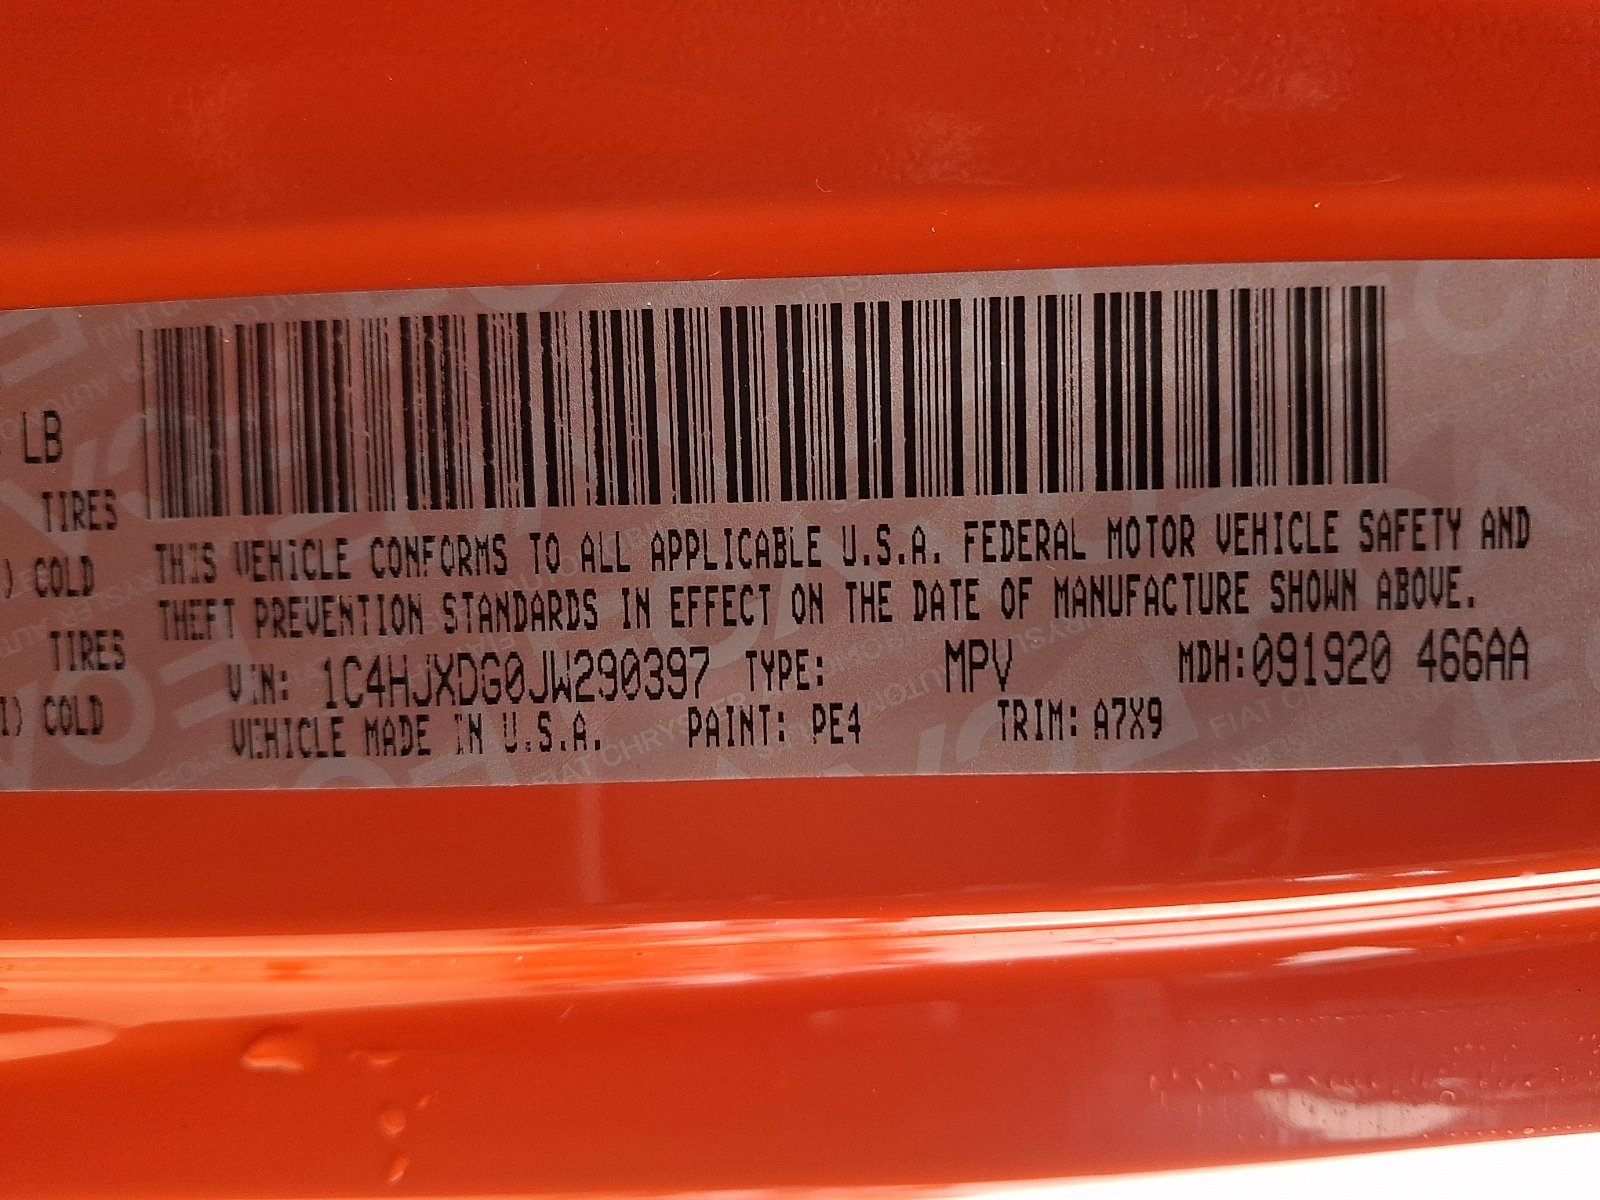 LB
TIRES
) COLD
TIRES
I) COLD
THIS VEHICLE CONFORMS TO ALL APPLICABLE U.S.A. FEDERAL MOTOR VEHICLE SAFETY AND
THEFT PREVENTION STANDARDS IN EFFECT ON THE DATE OF MANUFACTURE SHOWN ABOVE.
VIN: 1C4HJXDG0JW290397 TYPE: MPV MDH:091920 466AA
VEHICLE MADE IN U.S.A. PAINT: PE4 TRIM: A7X9